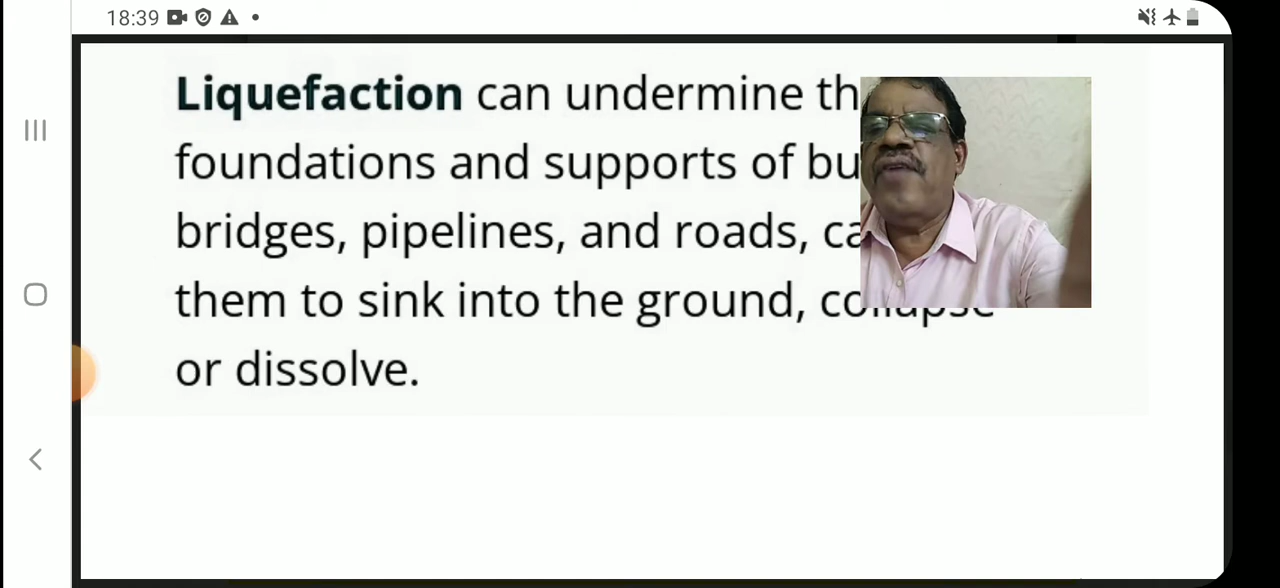 18:39
Liquefaction can undermine
foundations and supports of
bridges, pipelines, and roads,
them to sink into the ground, collapse
or dissolve.